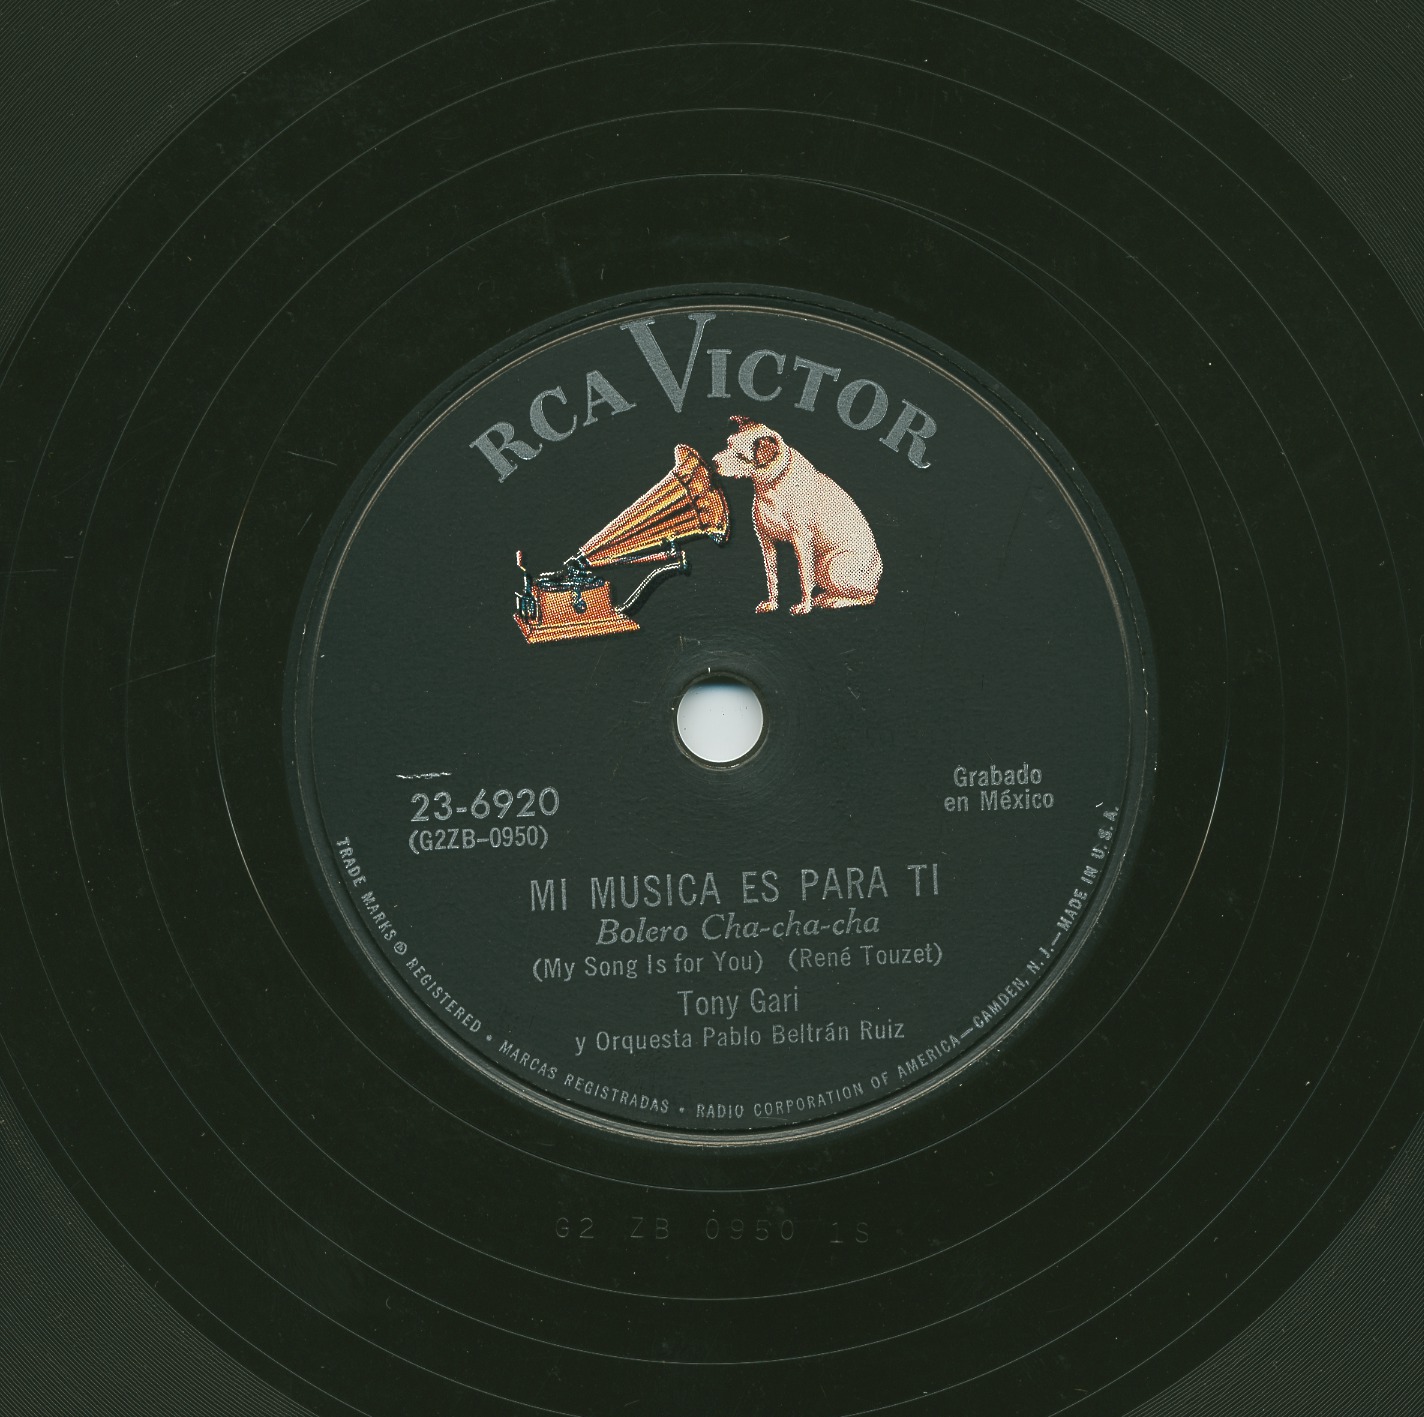 RCA VICTOR
23-6920
(G2ZB-0950)
Grabado
en México
MI MUSICA ES PARA TI
Bolero Cha-cha-cha
(My Song Is for You) (René Touzet)
Tony Gari
y Orquesta Pablo Beltrán Ruiz
TRADE MARKS ® REGISTERED • MARCAS REGISTRADAS • RADIO CORPORATION OF AMERICA—CAMDEN, N. J.—MADE IN U. S. A.
G2 ZB 0950 1S